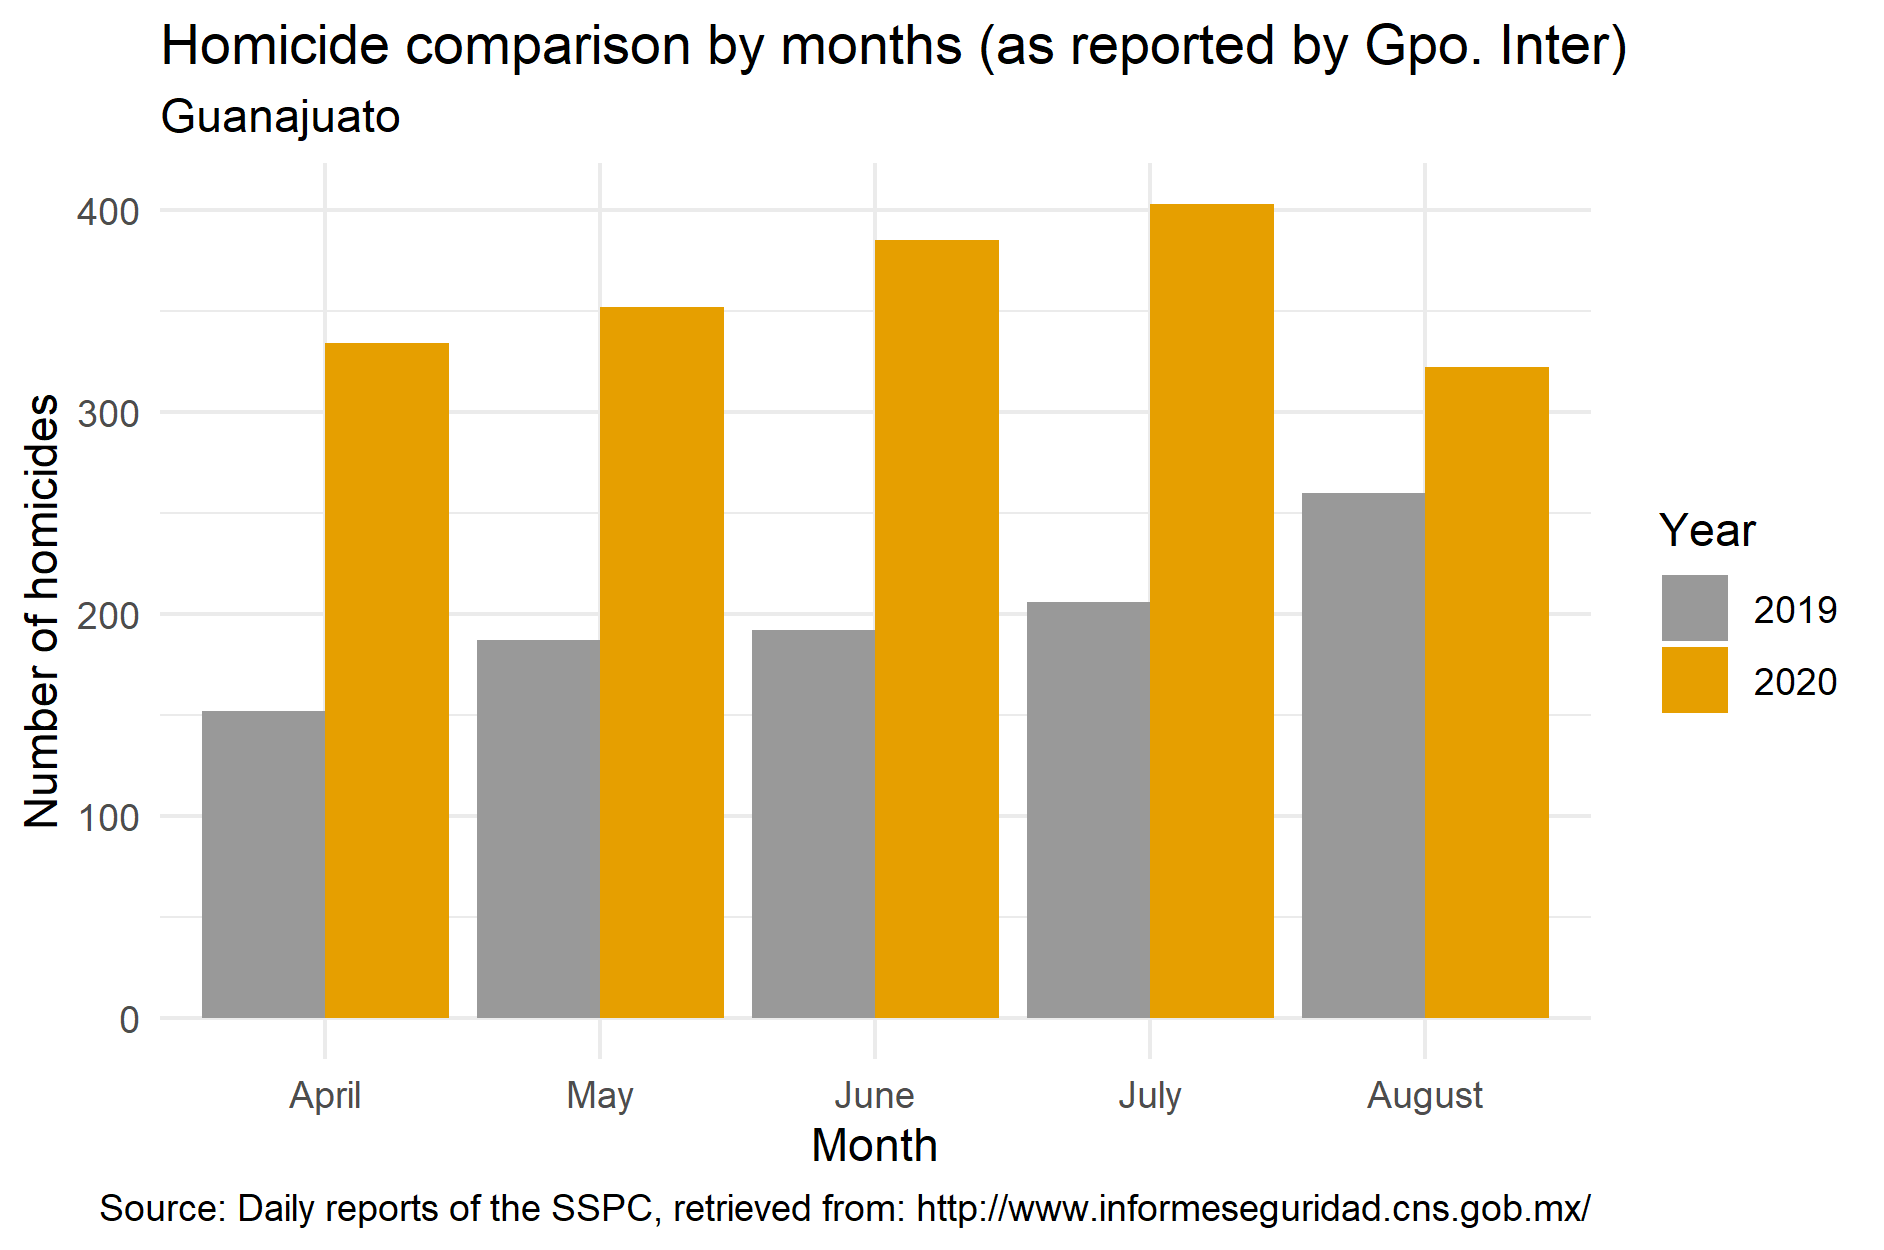 Homicide comparison by months (as reported by Gpo. Inter)
Guanajuato
400
300
200
100
0
Number of homicides
April May June July August
Month
Year
2019
2020
Source: Daily reports of the SSPC, retrieved from: http://www.informeseguridad.cns.gob.mx/